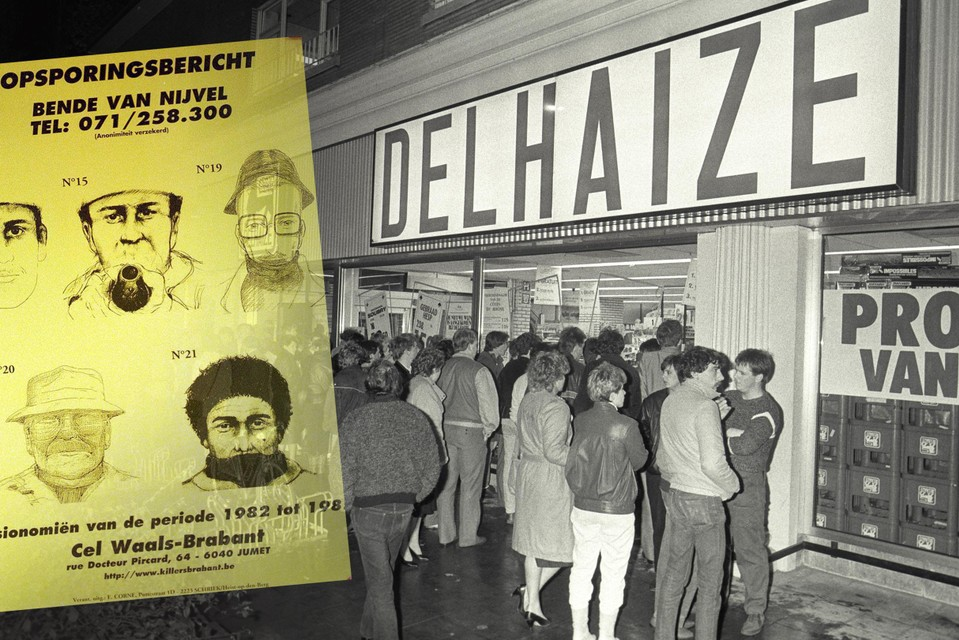 OPSPORINGSBERICHT
BENDE VAN NIJVEL
TEL: 071/258.300
(Anonimiteit verzekerd)
N°15
N°19
20
N°21
sionomiën van de periode 1982 tot 198
Cel Waals-Brabant
rue Docteur Pircard, 64 - 6040 JUMET
http://www.killersbrabant.be
DELHAIZE
PRO
VAN